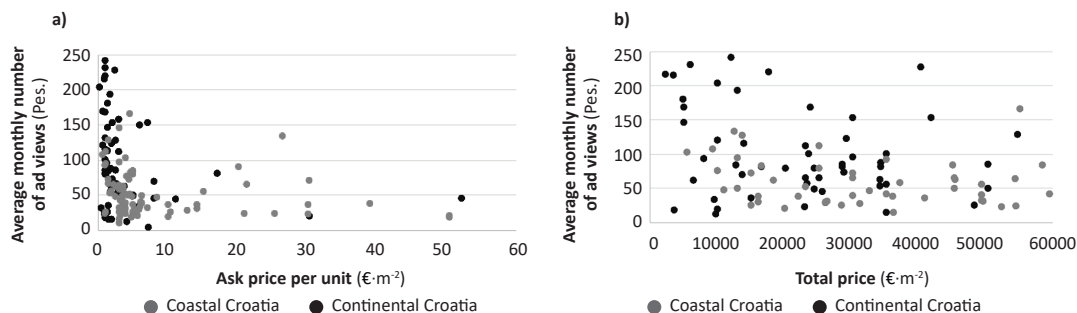 a)
Average monthly number
of ad views (Pes.)
250
200
150
100
50
0
0 10 20 30 40 50 60
Ask price per unit (€·m⁻²)
Coastal Croatia Continental Croatia
b)
Average monthly number
of ad views (Pes.)
250
200
150
100
50
0
0 10000 20000 30000 40000 50000 60000
Total price (€·m⁻²)
Coastal Croatia Continental Croatia